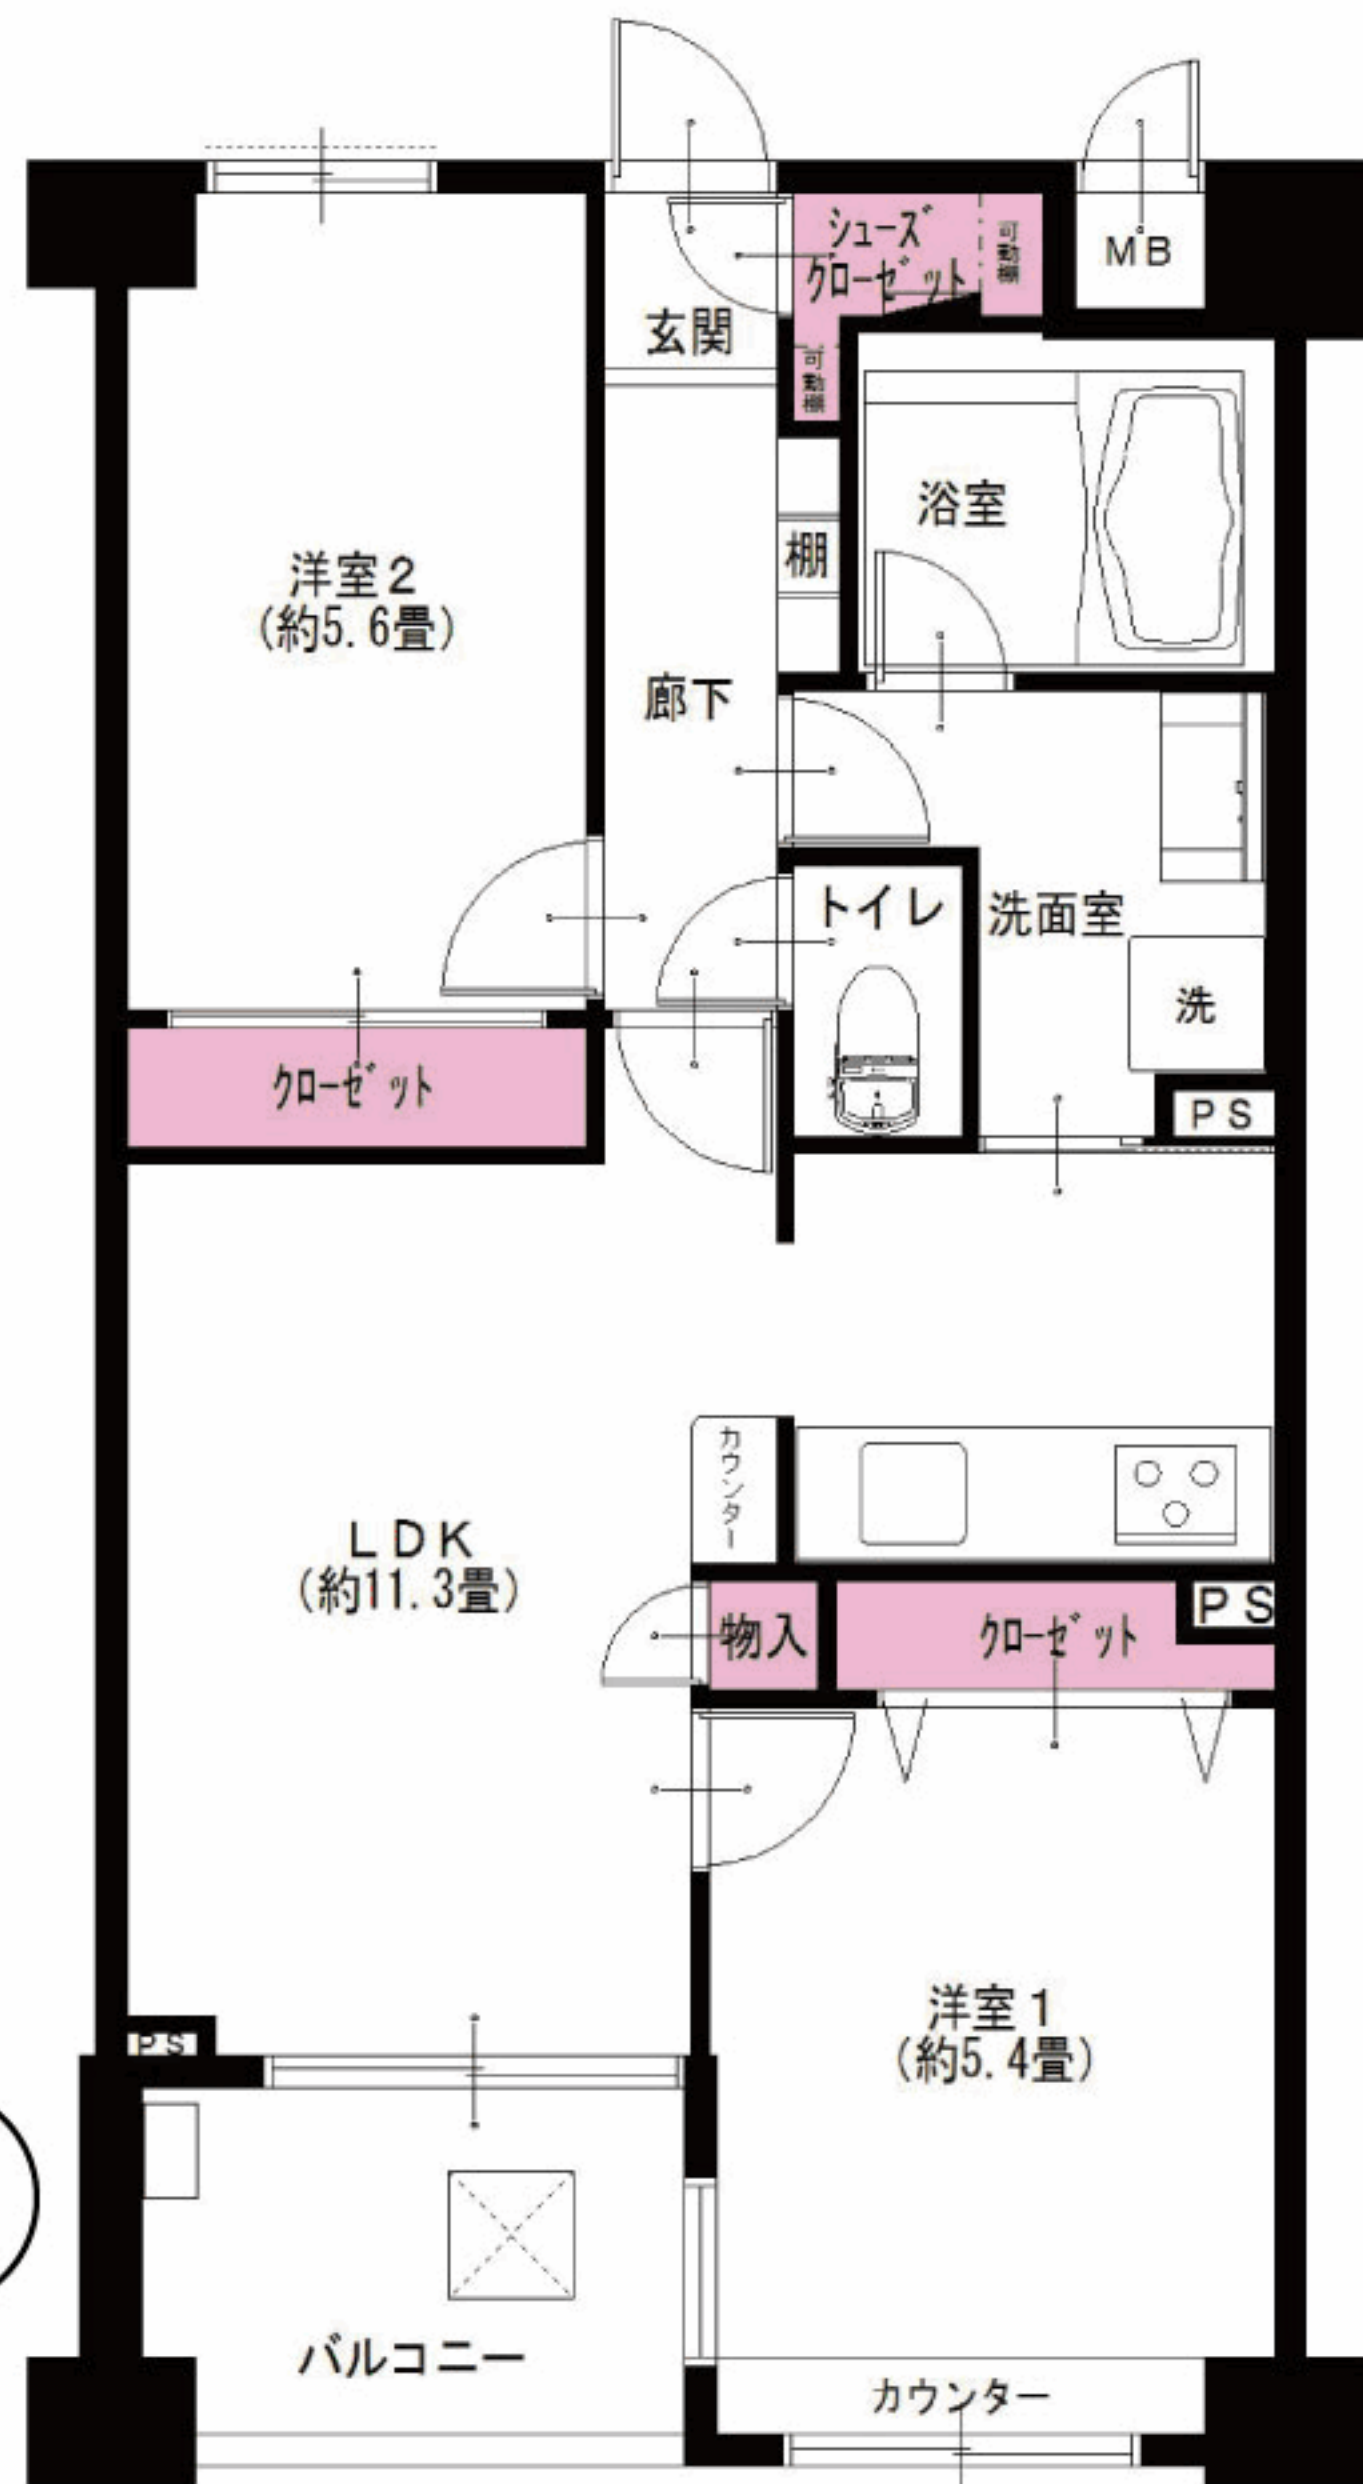 シューズ
クローゼット
可動棚
MB
玄関
可動棚
浴室
棚
洋室2
(約5.6畳)
廊下
トイレ
洗面室
洗
クローゼット
PS
カウンター
LDK
(約11.3畳)
物入
クローゼット
PS
洋室1
(約5.4畳)
PS
バルコニー
カウンター